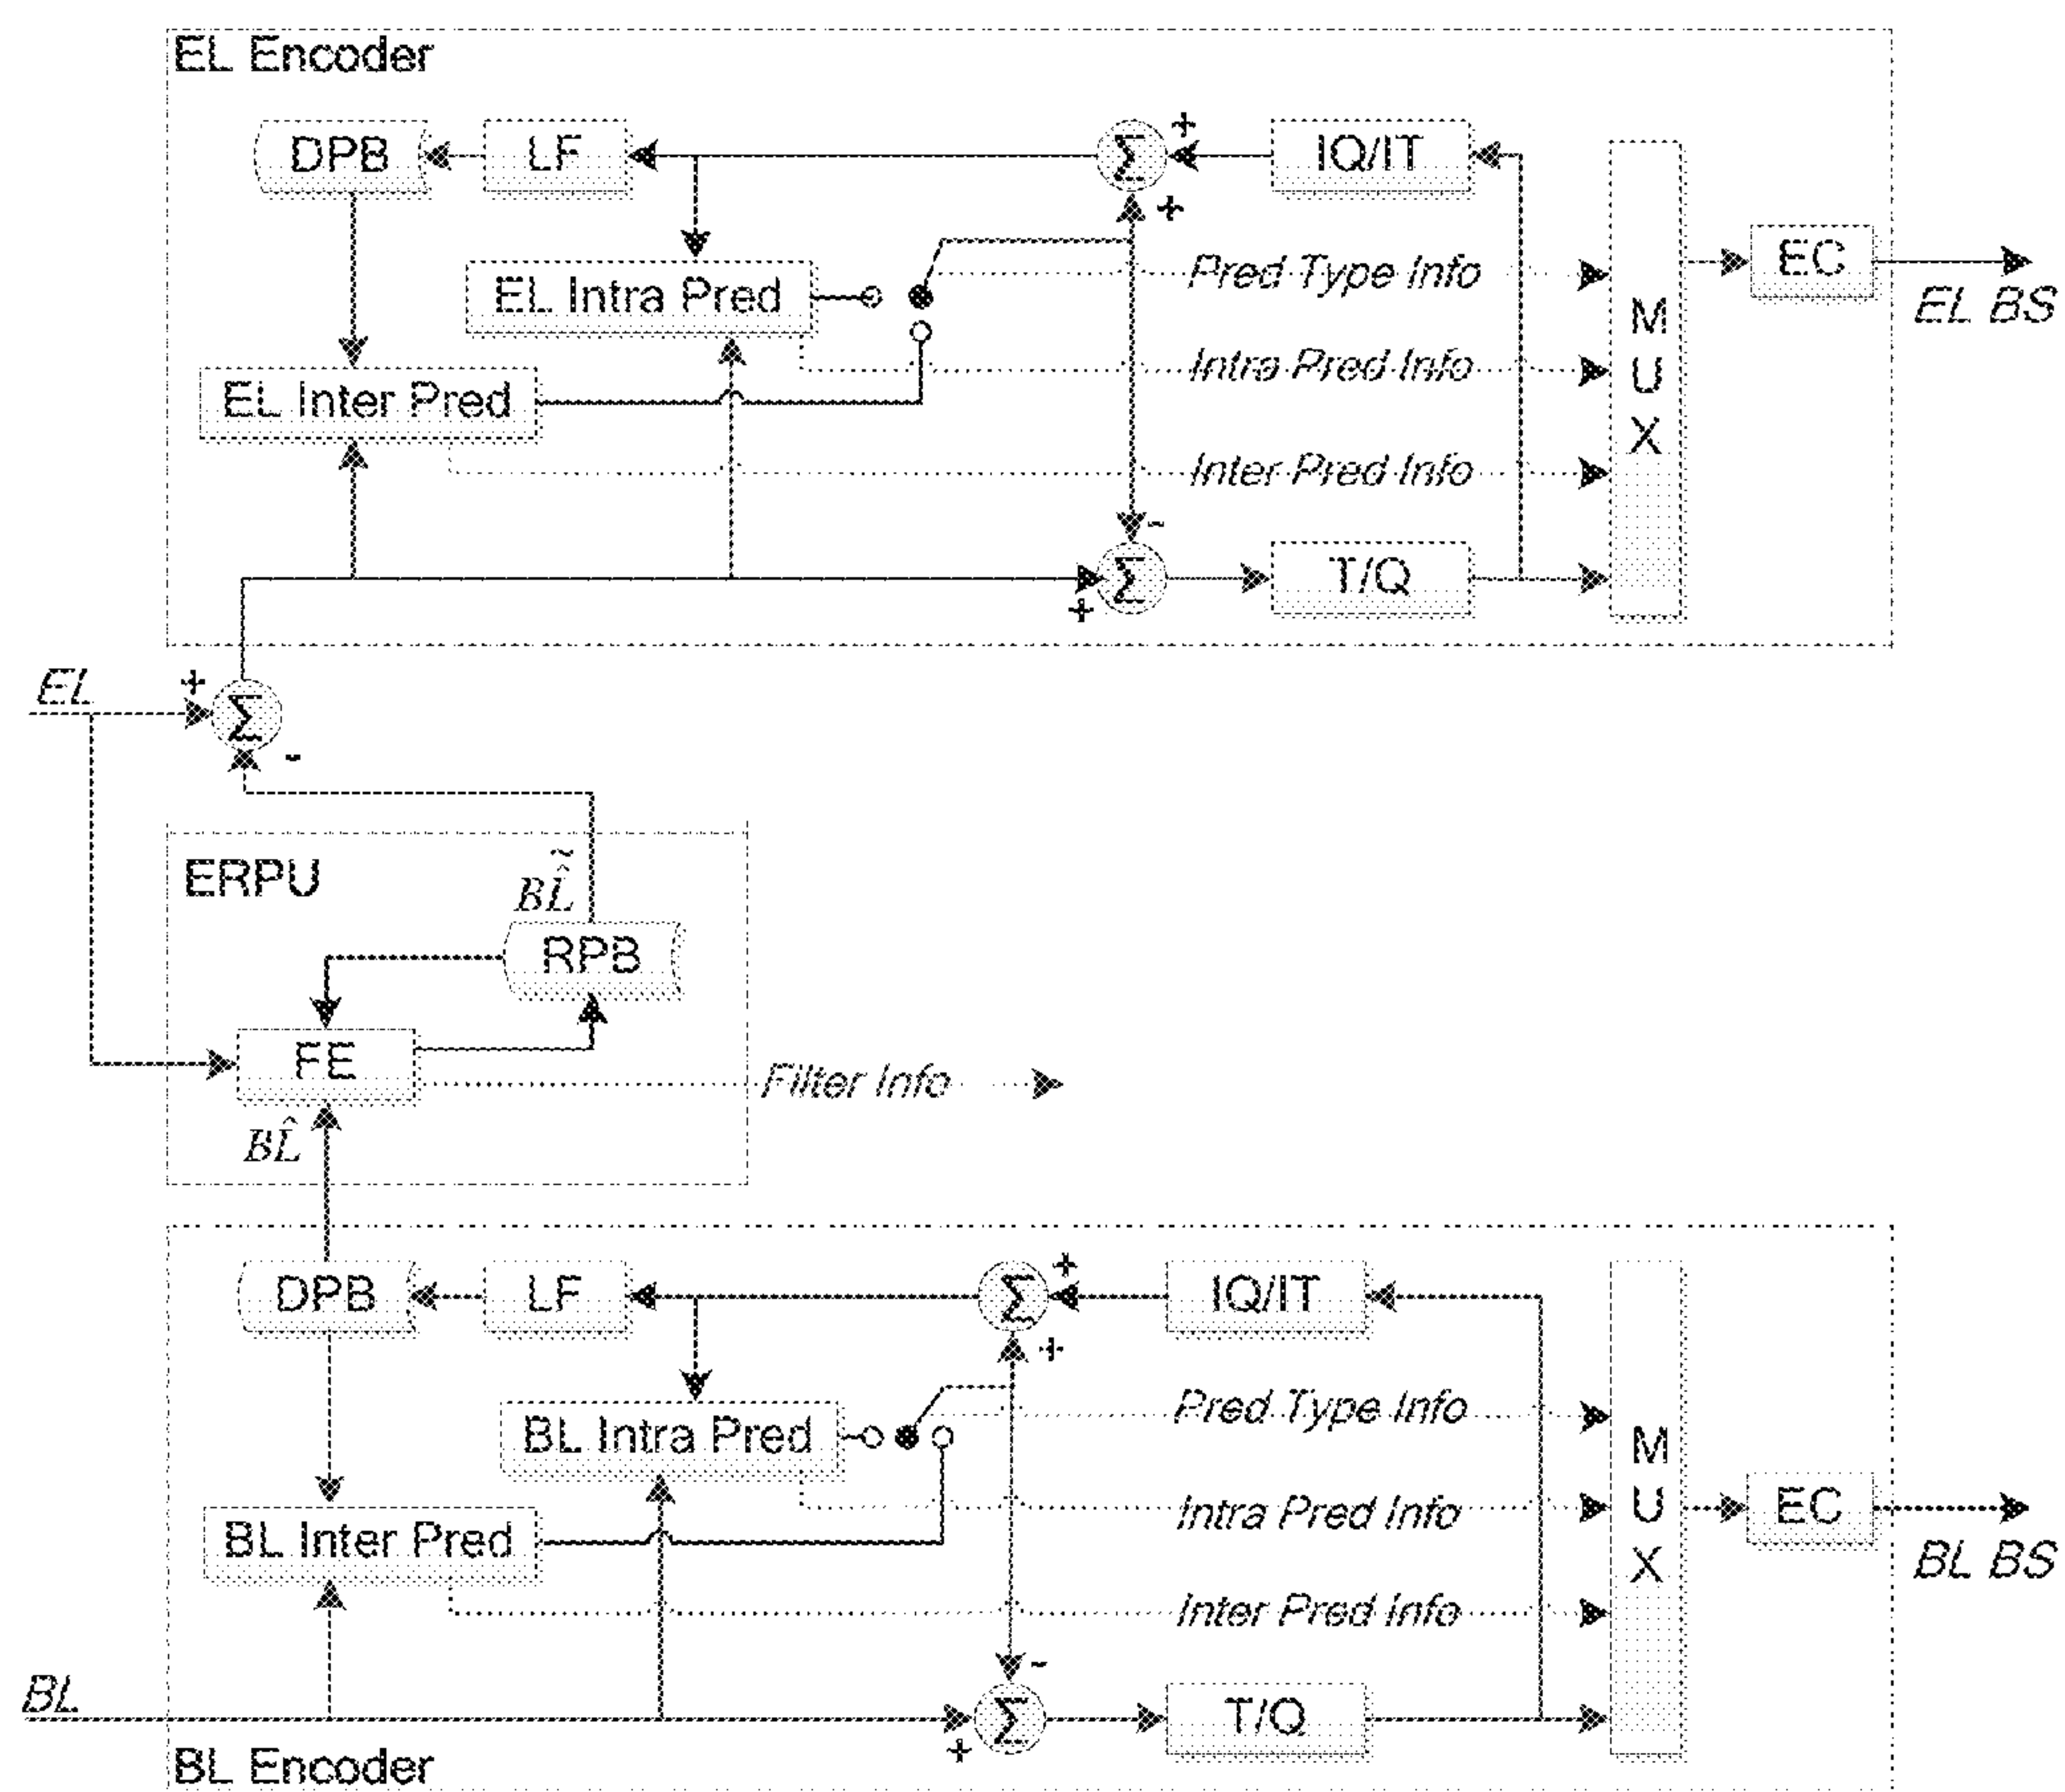 EL Encoder
DPB
LF
Σ
+
+
IQ/IT
EL Intra Pred
Pred Type Info
EC
EL BS
EL Inter Pred
Intra Pred Info
M
U
X
Inter Pred Info
-
Σ
+
T/Q
EL
+
Σ
-
ERPU
B\tilde{\hat{L}}
RPB
FE
Filter Info
BL̂
DPB
LF
Σ
+
+
IQ/IT
BL Intra Pred
Pred Type Info
M
U
X
BL Inter Pred
Intra Pred Info
EC
BL BS
Inter Pred Info
BL
-
Σ
+
T/Q
BL Encoder